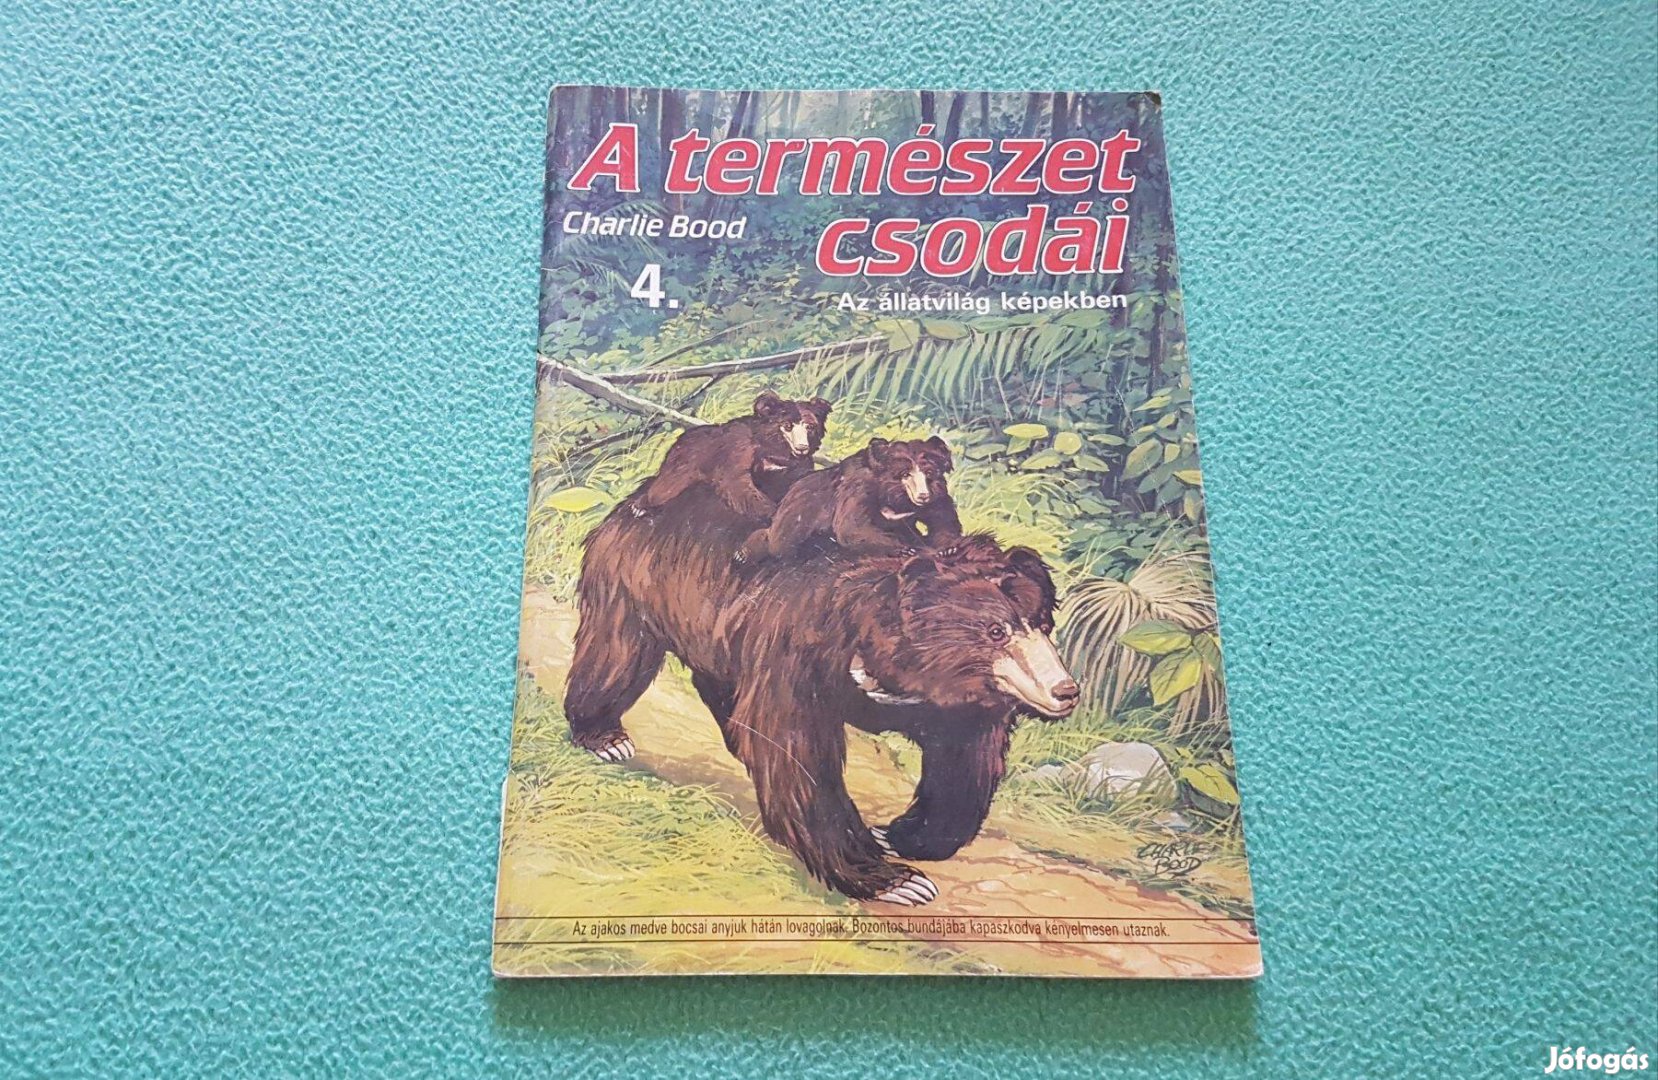 A természet
csodái
Charlie Bood
4.
Az állatvilág képekben
CHARLIE
BOOD
Az ajakos medve bocsai anyjuk hátán lovagolnak. Bozontos bundájába kapaszkodva kényelmesen utaznak.
Jófogás